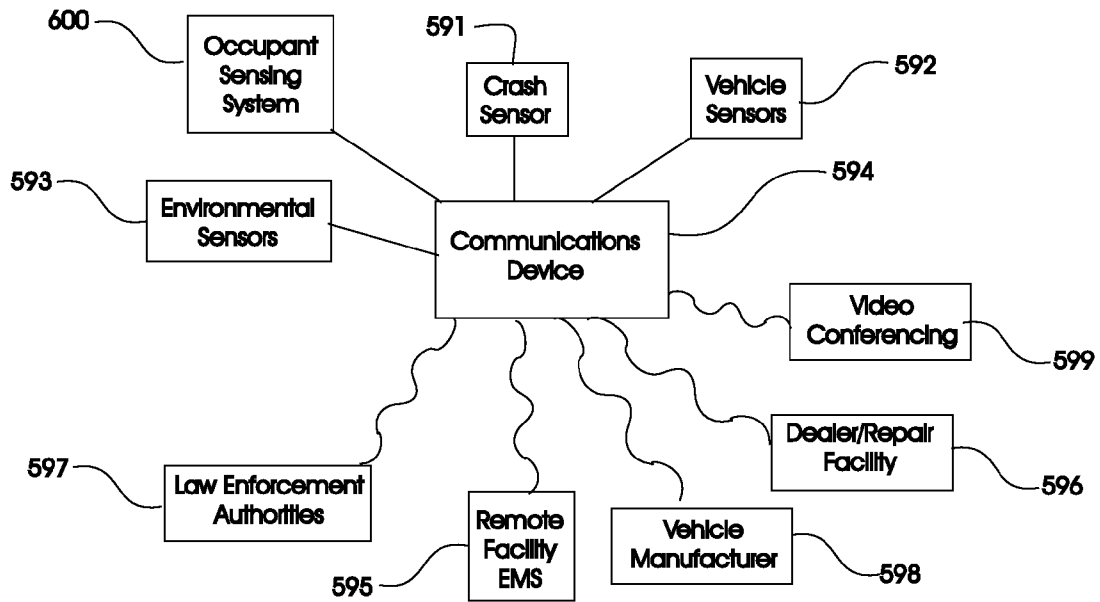 600
Occupant
Sensing
System
591
Crash
Sensor
Vehicle
Sensors
592
593
Environmental
Sensors
594
Communications
Device
Video
Conferencing
599
597
Law Enforcement
Authorities
595
Remote
Facility
EMS
Vehicle
Manufacturer
598
Dealer/Repair
Facility
596